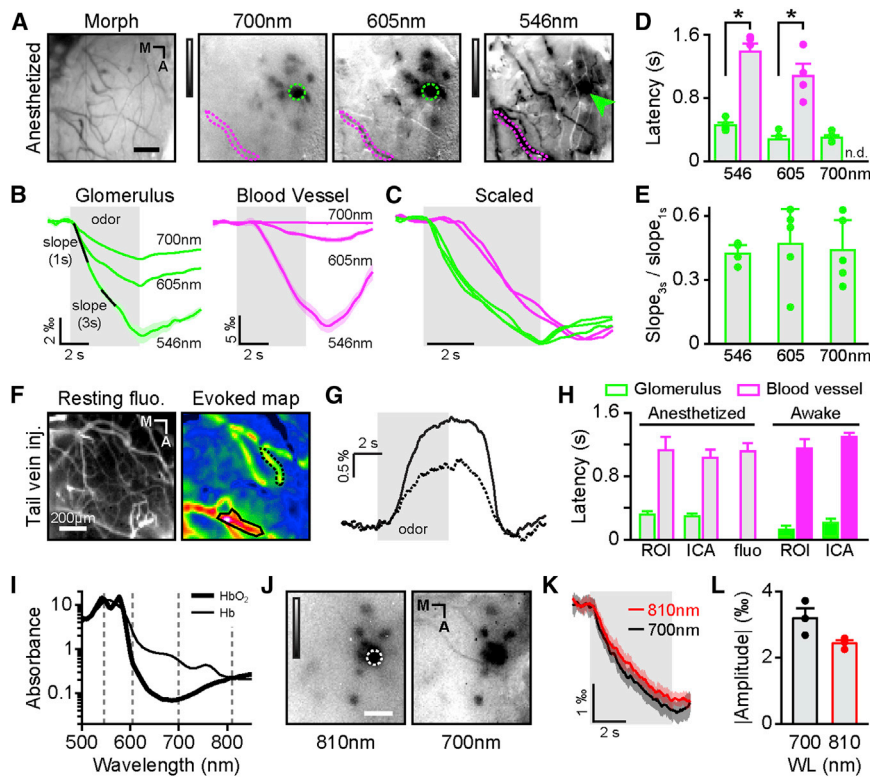 A
Morph
700nm
605nm
546nm
M
A
Anesthetized
B
Glomerulus
Blood Vessel
odor
slope
(1s)
slope
(3s)
700nm
605nm
546nm
2 ‰
2 s
700nm
605nm
546nm
5 ‰
2 s
C
Scaled
2 s
D
* *
Latency (s)
1.6
0.8
0
n.d.
546 605 700nm
E
Slope3s / slope1s
0.6
0.3
0
546 605 700nm
F
Resting fluo.
Evoked map
M
A
Tail vein inj.
200µm
G
2 s
0.5 %
odor
H
Glomerulus
Blood vessel
Anesthetized
Awake
Latency (s)
1.6
0.8
0
ROI ICA fluo ROI ICA
I
HbO2
Hb
Absorbance
10
1
0.1
500 600 700 800
Wavelength (nm)
J
M
A
810nm
700nm
K
810nm
700nm
1 ‰
2 s
L
|Amplitude| (‰)
4
2
0
700 810
WL (nm)